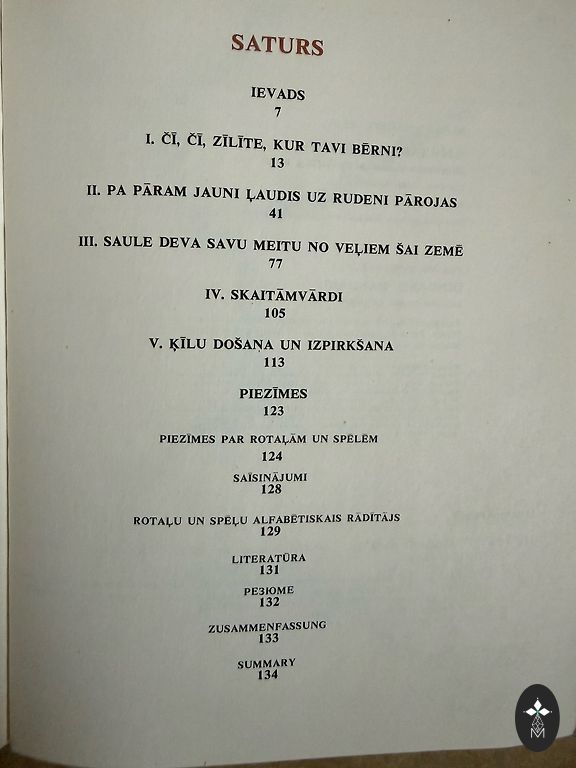 SATURS
IEVADS
7
I. ČĪ, ČĪ, ZĪLĪTE, KUR TAVI BĒRNI?
13
II. PA PĀRAM JAUNI ĻAUDIS UZ RUDENI PĀROJAS
41
III. SAULE DEVA SAVU MEITU NO VEĻIEM ŠAI ZEMĒ
77
IV. SKAITĀMVĀRDI
105
V. ĶĪLU DOŠANA UN IZPIRKŠANA
113
PIEZĪMES
123
PIEZĪMES PAR ROTAĻĀM UN SPĒLĒM
124
SAĪSINĀJUMI
128
ROTAĻU UN SPĒĻU ALFABĒTISKAIS RĀDĪTĀJS
129
LITERATŪRA
131
РЕЗЮМЕ
132
ZUSAMMENFASSUNG
133
SUMMARY
134